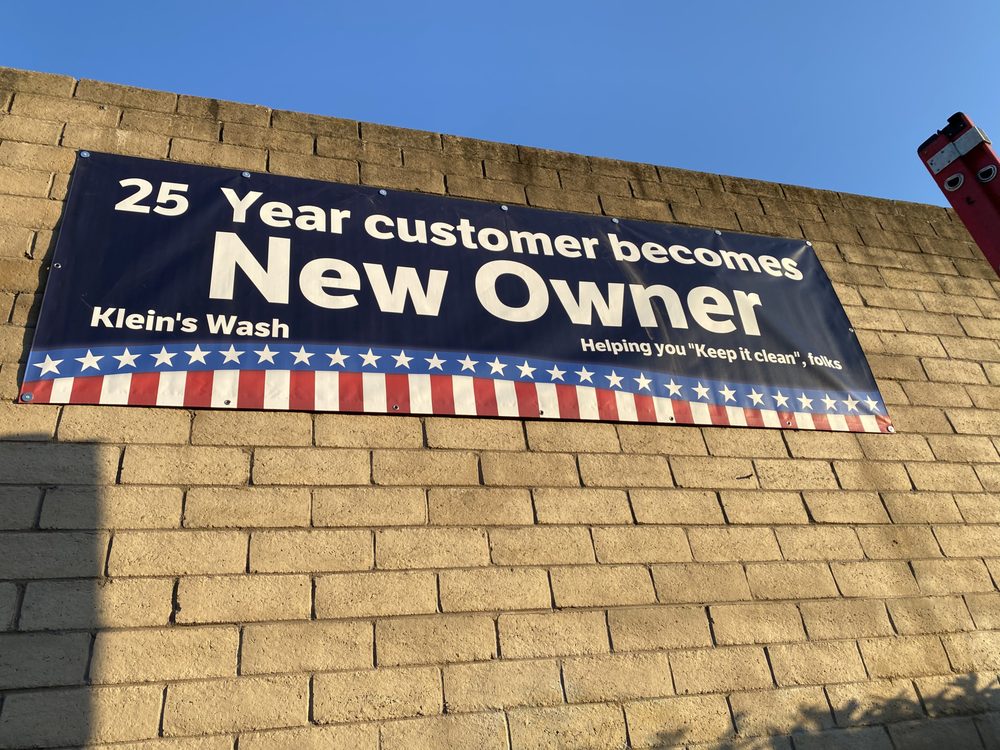 25 Year customer becomes
New Owner
Klein's Wash
Helping you "Keep it clean", folks